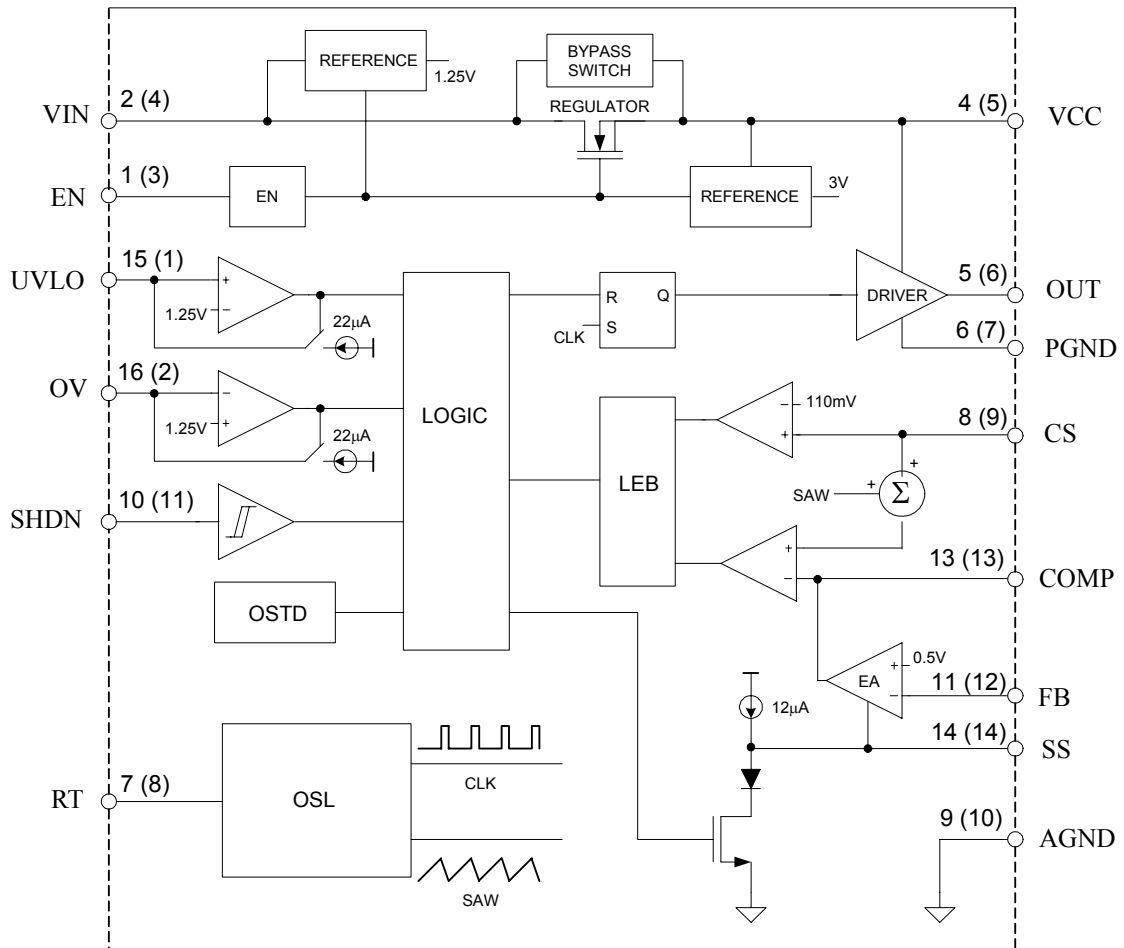 REFERENCE
1.25V
BYPASS
SWITCH
REGULATOR
2 (4)
VIN
4 (5)
VCC
1 (3)
EN
EN
REFERENCE
3V
15 (1)
UVLO
+
1.25V
−
22µA
R
Q
CLK
S
DRIVER
5 (6)
OUT
6 (7)
PGND
16 (2)
OV
−
1.25V
+
22µA
LOGIC
−
110mV
+
8 (9)
CS
LEB
+
+
SAW
Σ
10 (11)
SHDN
+
−
13 (13)
COMP
OSTD
+
0.5V
EA
−
11 (12)
FB
12µA
14 (14)
SS
7 (8)
RT
OSL
CLK
SAW
9 (10)
AGND